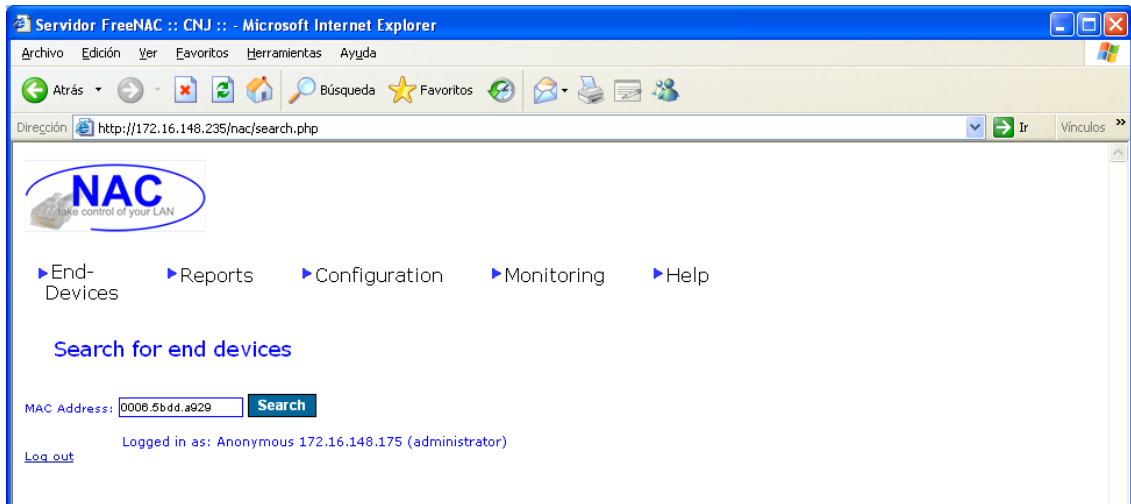 Servidor FreeNAC :: CNJ :: - Microsoft Internet Explorer
Archivo Edición Ver Favoritos Herramientas Ayuda
Atrás Búsqueda Favoritos
Dirección http://172.16.148.235/nac/search.php Ir Vínculos »
NAC
take control of your LAN
End-Devices Reports Configuration Monitoring Help
Search for end devices
MAC Address: 0006.5bdd.a929 Search
Logged in as: Anonymous 172.16.148.175 (administrator)
Log out